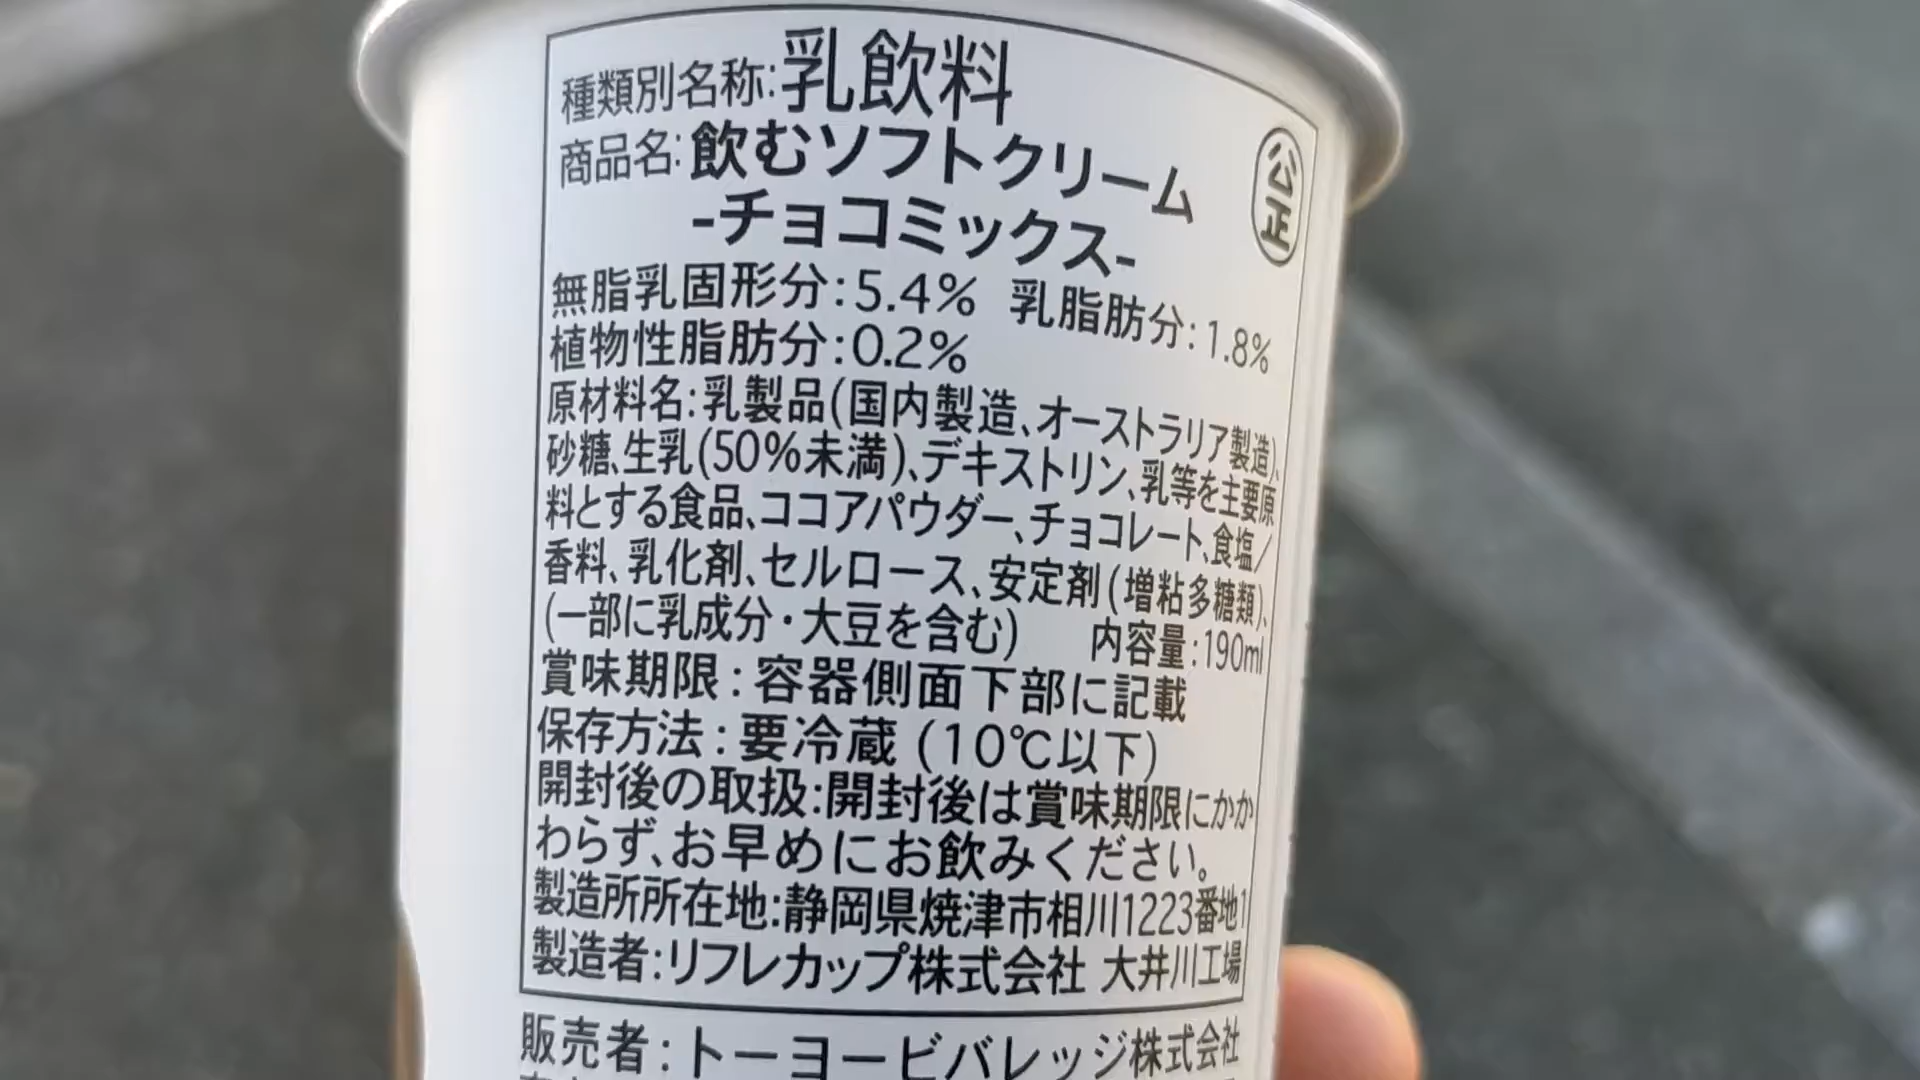 種類別名称:乳飲料
商品名:飲むソフトクリーム
-チョコミックス-
公正
無脂乳固形分:5.4% 乳脂肪分:1.8%
植物性脂肪分:0.2%
原材料名:乳製品(国内製造、オーストラリア製造)、
砂糖、生乳(50%未満)、デキストリン、乳等を主要原
料とする食品、ココアパウダー、チョコレート、食塩/
香料、乳化剤、セルロース、安定剤(増粘多糖類)、
(一部に乳成分・大豆を含む) 内容量:190ml
賞味期限:容器側面下部に記載
保存方法:要冷蔵(10℃以下)
開封後の取扱:開封後は賞味期限にかか
わらず、お早めにお飲みください。
製造所所在地:静岡県焼津市相川1223番地1
製造者:リフレカップ株式会社 大井川工場
販売者:トーヨービバレッジ株式会社